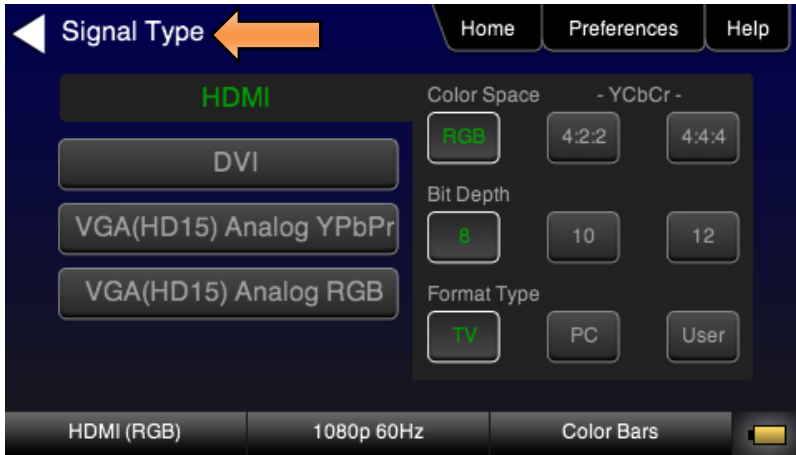 Signal Type
Home Preferences Help
HDMI
Color Space - YCbCr -
RGB 4:2:2 4:4:4
DVI
Bit Depth
VGA(HD15) Analog YPbPr
8 10 12
VGA(HD15) Analog RGB
Format Type
TV PC User
HDMI (RGB) 1080p 60Hz Color Bars